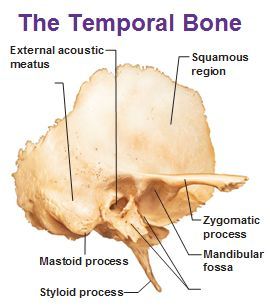 The Temporal Bone
External acoustic
meatus
Squamous
region
Zygomatic
process
Mandibular
fossa
Mastoid process
Styloid process